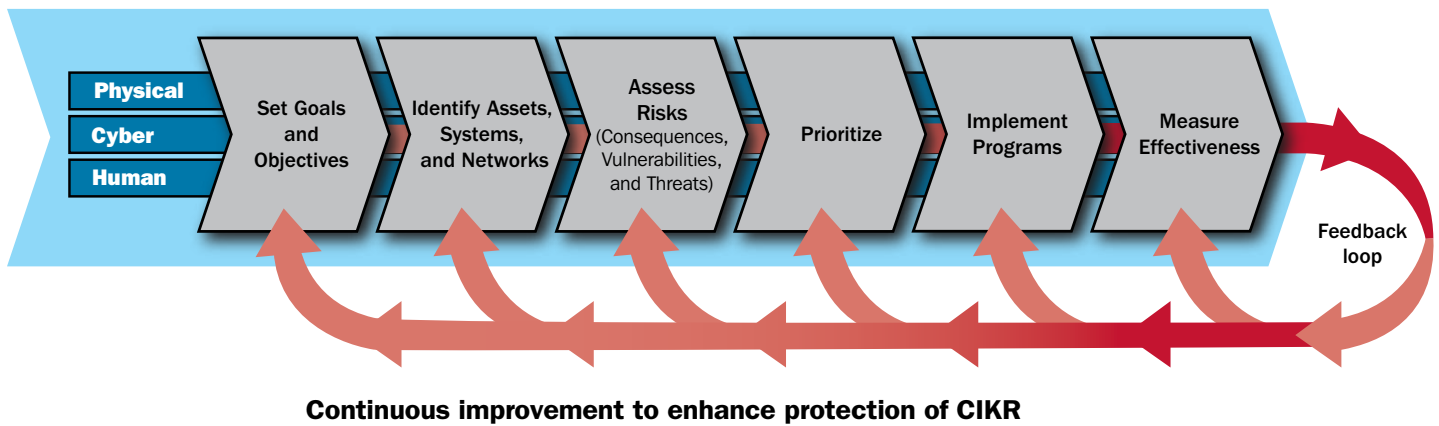 Physical
Cyber
Human
Set Goals
and
Objectives
Identify Assets,
Systems,
and Networks
Assess
Risks
(Consequences,
Vulnerabilities,
and Threats)
Prioritize
Implement
Programs
Measure
Effectiveness
Feedback
loop
Continuous improvement to enhance protection of CIKR